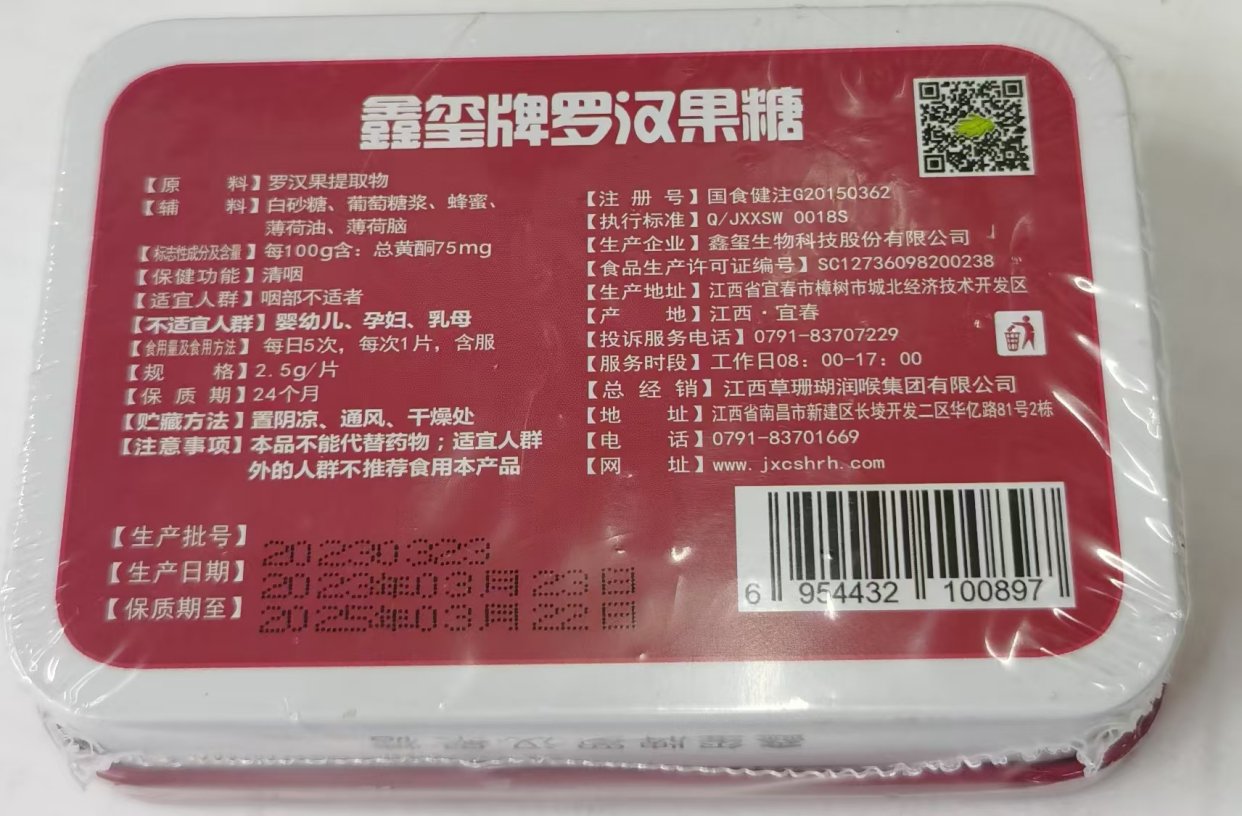 鑫玺牌罗汉果糖
【原 料】罗汉果提取物
【辅 料】白砂糖、葡萄糖浆、蜂蜜、
薄荷油、薄荷脑
【标志性成分及含量】每100g含：总黄酮75mg
【保健功能】清咽
【适宜人群】咽部不适者
【不适宜人群】婴幼儿、孕妇、乳母
【食用量及食用方法】每日5次，每次1片，含服
【规 格】2.5g/片
【保 质 期】24个月
【贮藏方法】置阴凉、通风、干燥处
【注意事项】本品不能代替药物；适宜人群
外的人群不推荐食用本产品
【注 册 号】国食健注G20150362
【执行标准】Q/JXXSW 0018S
【生产企业】鑫玺生物科技股份有限公司
【食品生产许可证编号】SC12736098200238
【生产地址】江西省宜春市樟树市城北经济技术开发区
【产 地】江西·宜春
【投诉服务电话】0791-83707229
【服务时段】工作日08：00-17：00
【总 经 销】江西草珊瑚润喉集团有限公司
【地 址】江西省南昌市新建区长堎开发二区华亿路81号2栋
【电 话】0791-83701669
【网 址】www.jxcshrh.com
【生产批号】20230323
【生产日期】2023年03月23日
【保质期至】2025年03月22日
6 954432 100897
鑫玺牌罗汉果糖